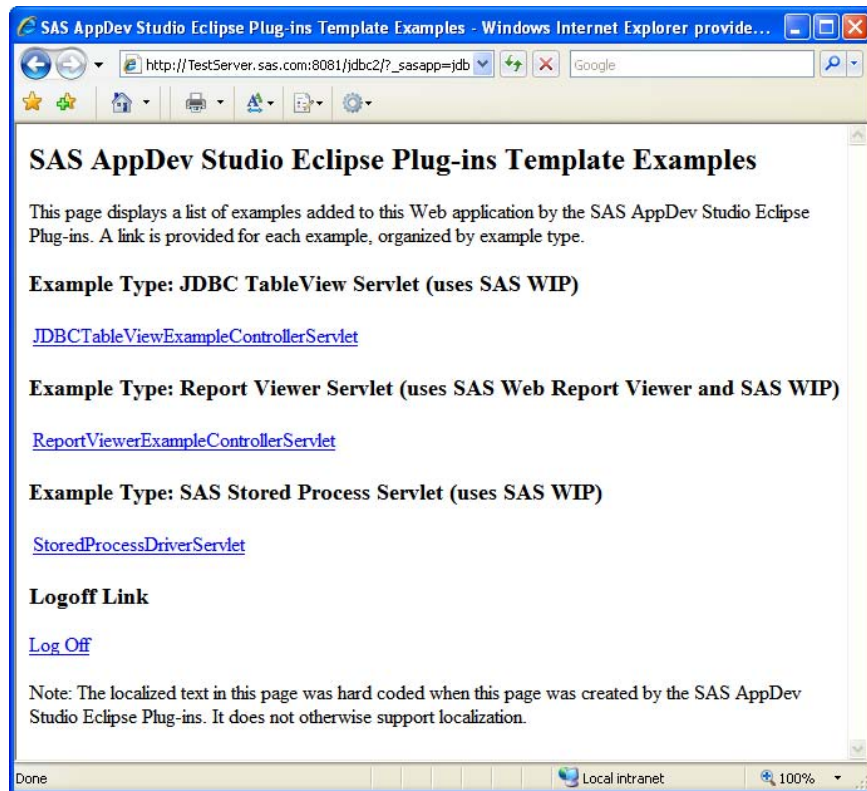 SAS AppDev Studio Eclipse Plug-ins Template Examples - Windows Internet Explorer provide...
http://TestServer.sas.com:8081/jdbc2/?_sasapp=jdb
Google
SAS AppDev Studio Eclipse Plug-ins Template Examples
This page displays a list of examples added to this Web application by the SAS AppDev Studio Eclipse
Plug-ins. A link is provided for each example, organized by example type.
Example Type: JDBC TableView Servlet (uses SAS WIP)
JDBCTableViewExampleControllerServlet
Example Type: Report Viewer Servlet (uses SAS Web Report Viewer and SAS WIP)
ReportViewerExampleControllerServlet
Example Type: SAS Stored Process Servlet (uses SAS WIP)
StoredProcessDriverServlet
Logoff Link
Log Off
Note: The localized text in this page was hard coded when this page was created by the SAS AppDev
Studio Eclipse Plug-ins. It does not otherwise support localization.
Done
Local intranet
100%